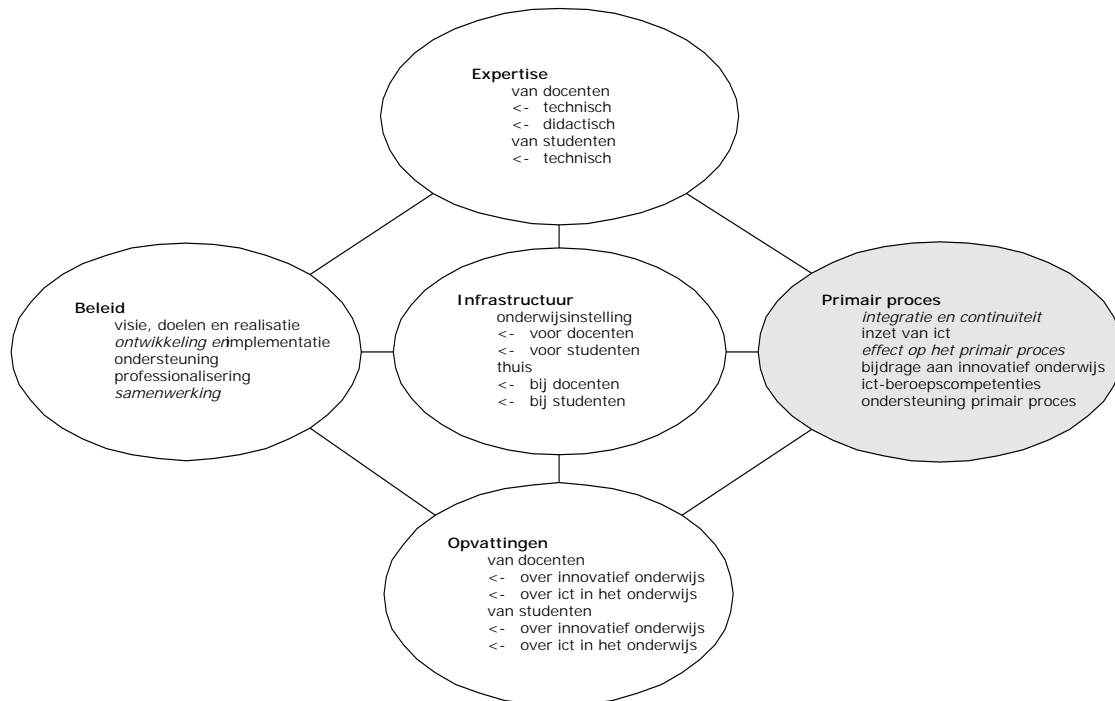 Expertise
van docenten
<- technisch
<- didactisch
van studenten
<- technisch
Beleid
visie, doelen en realisatie
ontwikkeling en implementatie
ondersteuning
professionalisering
samenwerking
Infrastructuur
onderwijsinstelling
<- voor docenten
<- voor studenten
thuis
<- bij docenten
<- bij studenten
Primair proces
integratie en continuïteit
inzet van ict
effect op het primair proces
bijdrage aan innovatief onderwijs
ict-beroepscompetenties
ondersteuning primair proces
Opvattingen
van docenten
<- over innovatief onderwijs
<- over ict in het onderwijs
van studenten
<- over innovatief onderwijs
<- over ict in het onderwijs